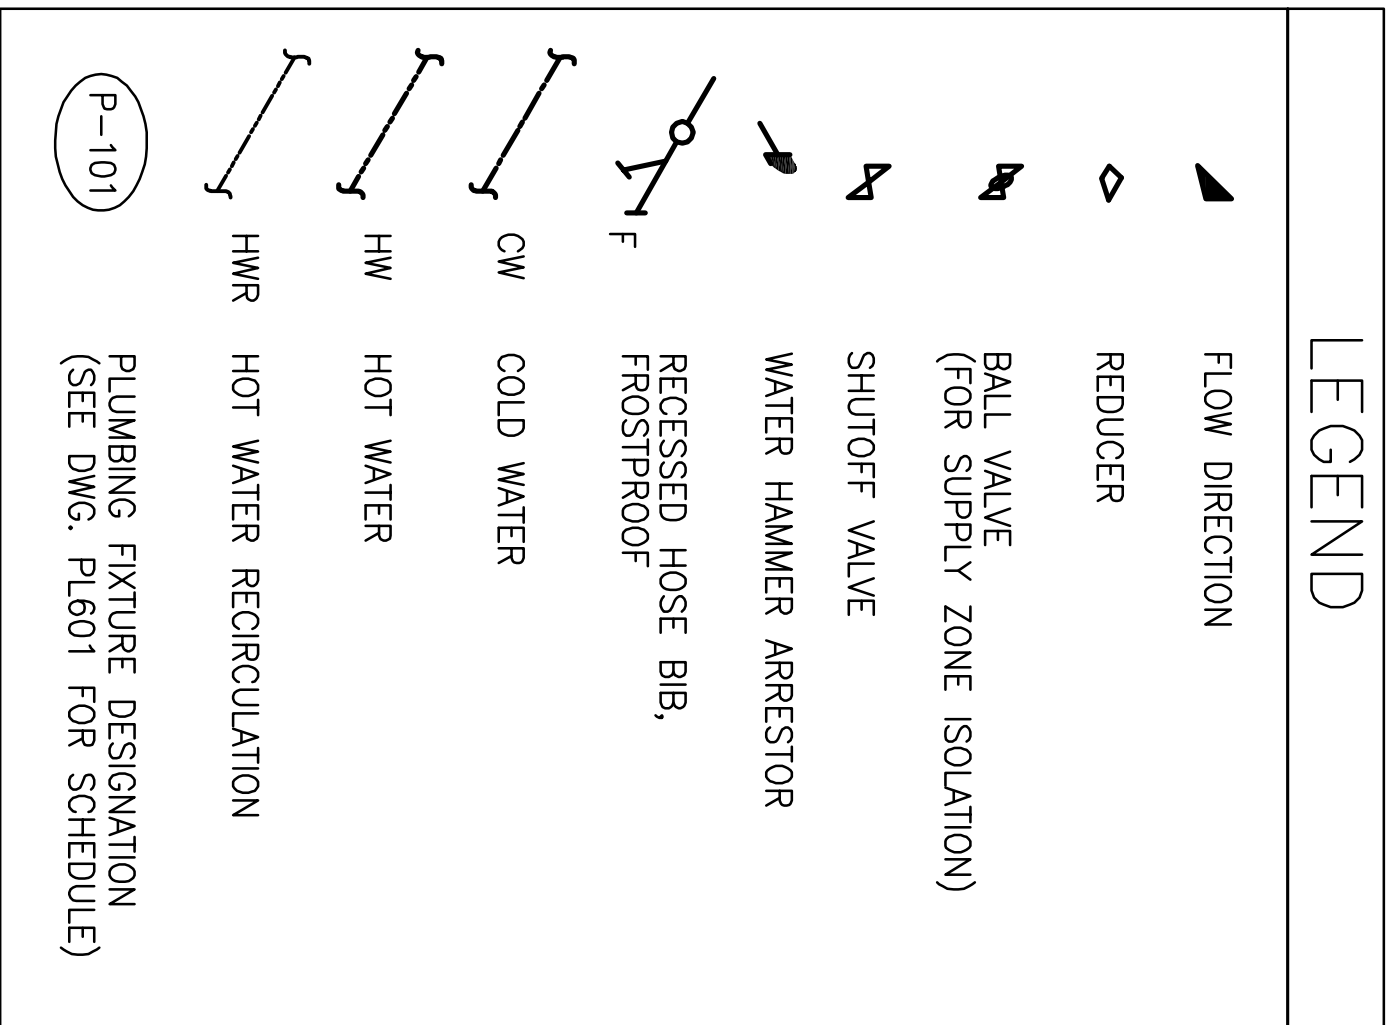 LEGEND
FLOW DIRECTION
REDUCER
BALL VALVE
(FOR SUPPLY ZONE ISOLATION)
SHUTOFF VALVE
WATER HAMMER ARRESTOR
F
RECESSED HOSE BIB,
FROSTPROOF
CW COLD WATER
HW HOT WATER
HWR HOT WATER RECIRCULATION
P-101
PLUMBING FIXTURE DESIGNATION
(SEE DWG. PL601 FOR SCHEDULE)